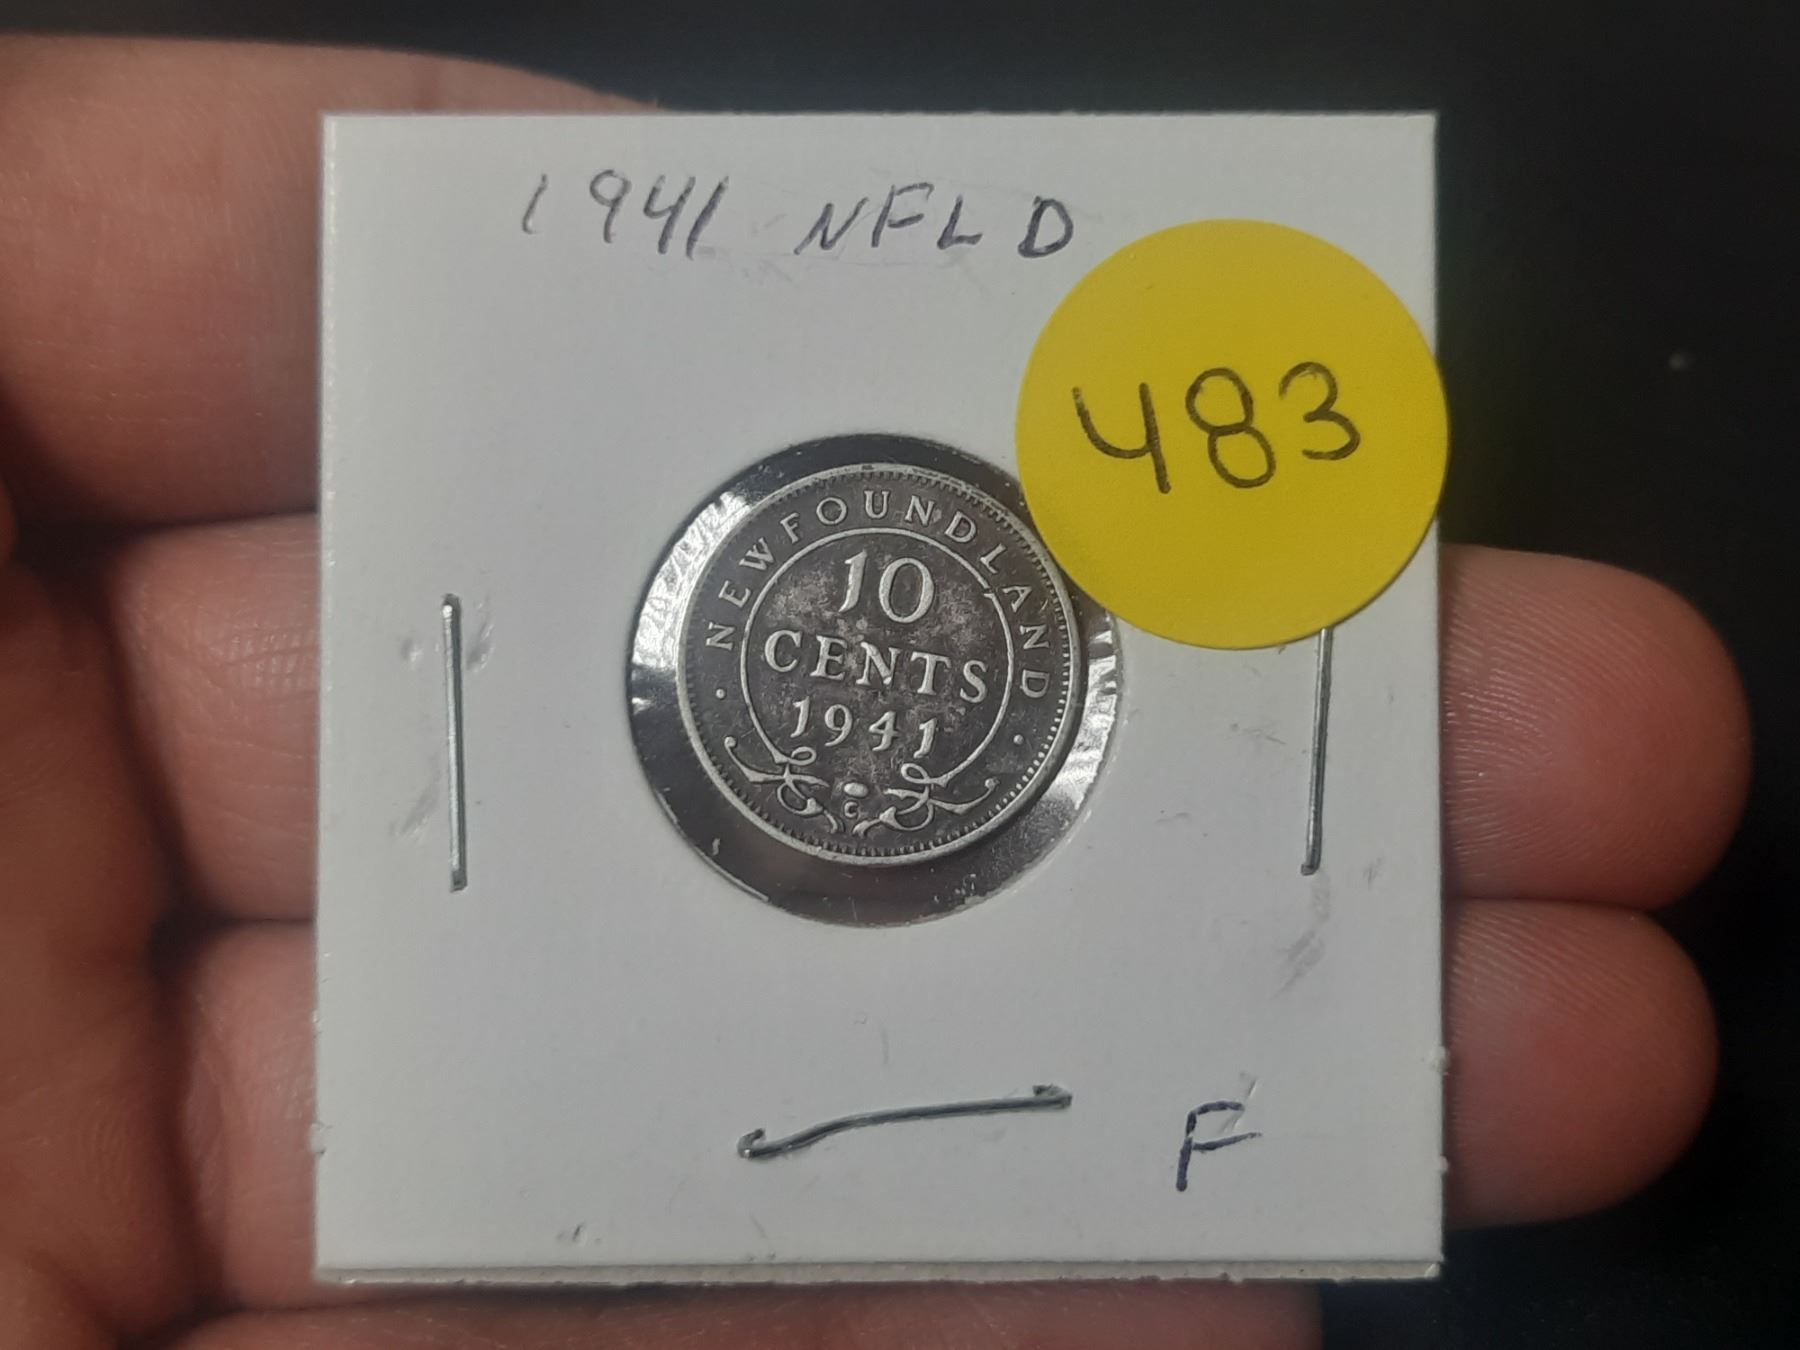 1941 NFLD
483
NEWFOUNDLAND
10
CENTS
1941
C
F